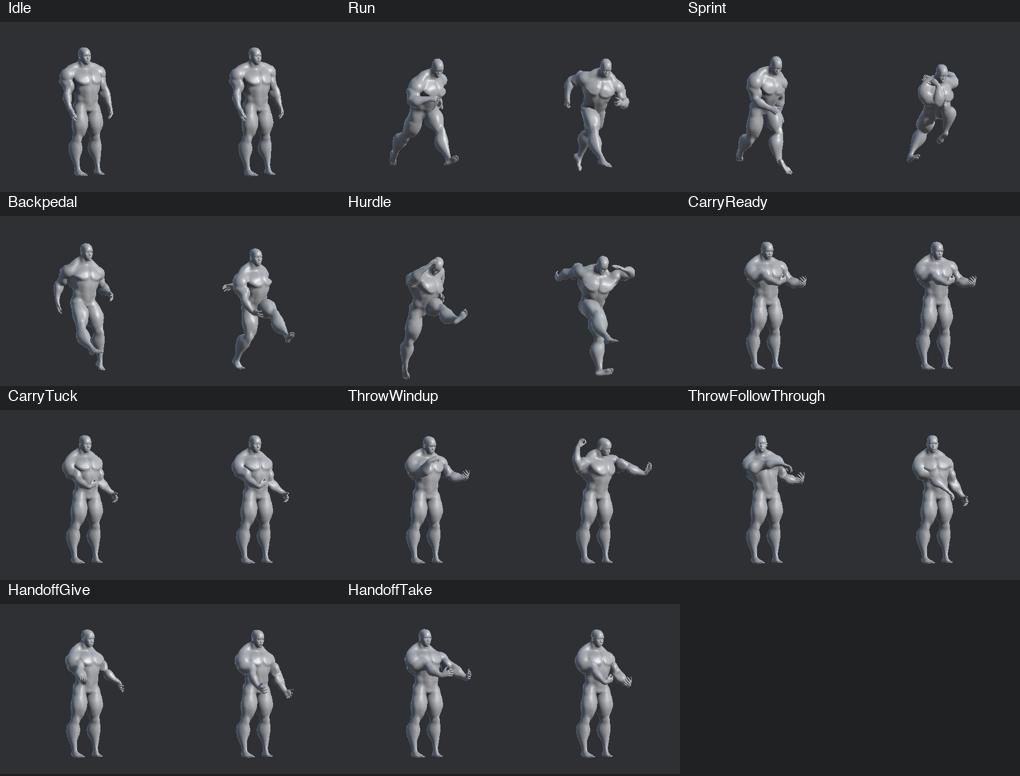 Idle
Run
Sprint
Backpedal
Hurdle
CarryReady
CarryTuck
ThrowWindup
ThrowFollowThrough
HandoffGive
HandoffTake